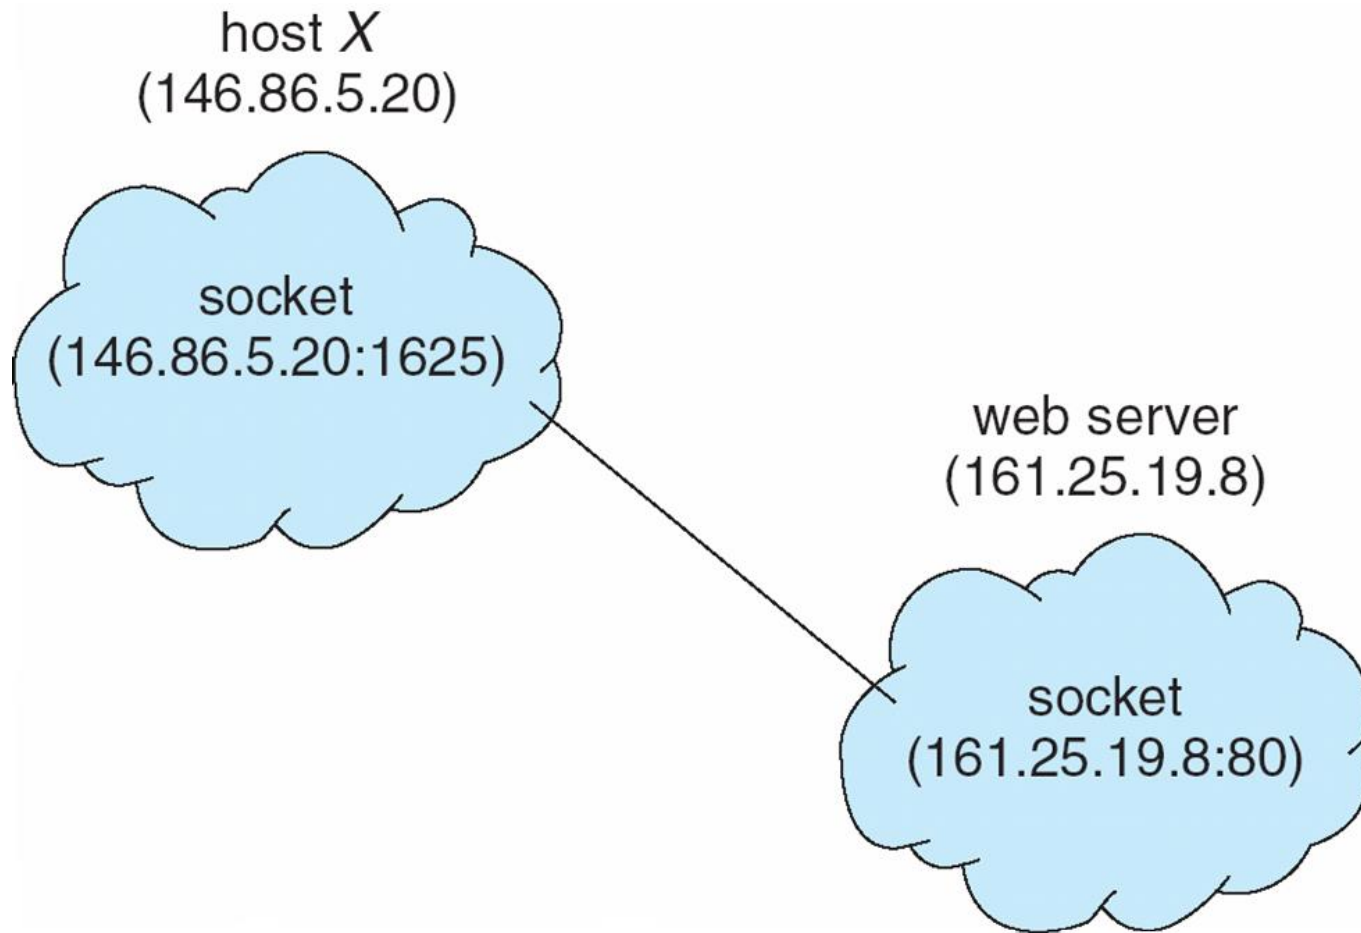 host X
(146.86.5.20)
socket
(146.86.5.20:1625)
web server
(161.25.19.8)
socket
(161.25.19.8:80)